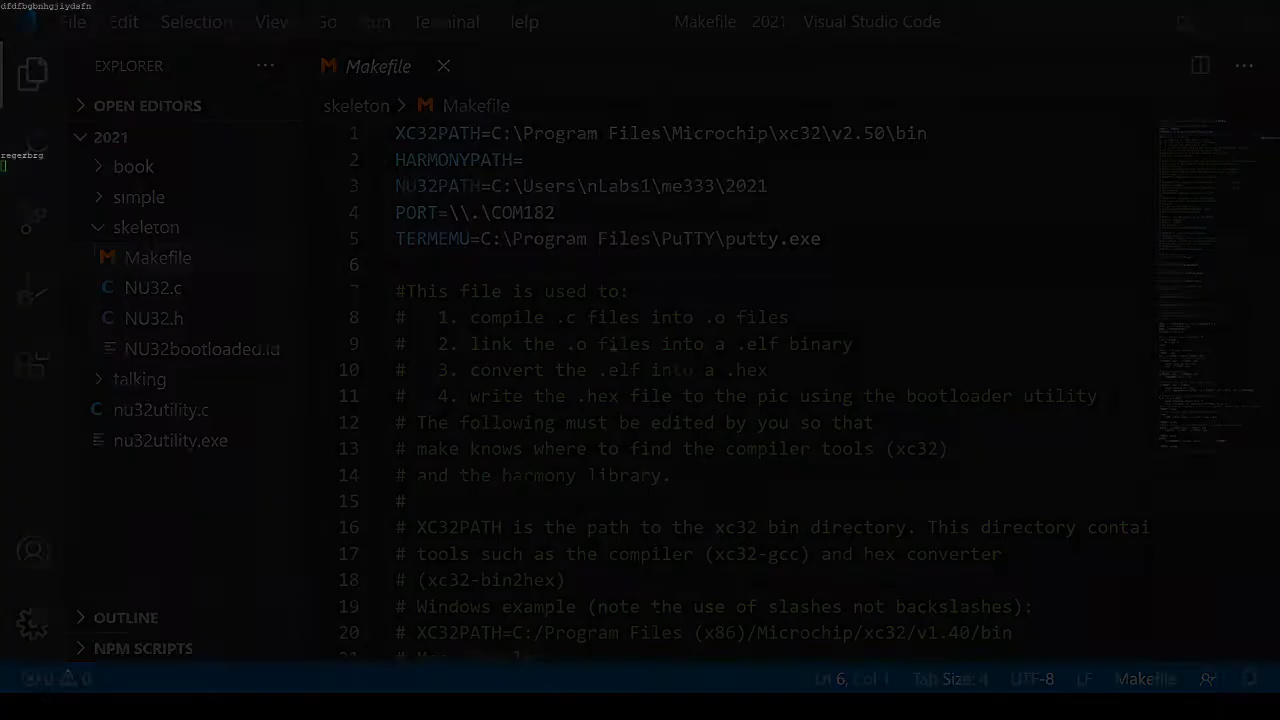 dfdfbgbnhgjiydsfn
File Edit Selection View Go Run Terminal Help Makefile 2021 Visual Studio Code
EXPLORER
Makefile
OPEN EDITORS
skeleton > Makefile
2021
regezbrg
book
simple
skeleton
Makefile
NU32.c
NU32.h
NU32bootloaded.ld
talking
nu32utility.c
nu32utility.exe
OUTLINE
NPM SCRIPTS
1 XC32PATH=C:\Program Files\Microchip\xc32\v2.50\bin
2 HARMONYPATH=
3 NU32PATH=C:\Users\nLabs1\me333\2021
4 PORT=\\.\COM182
5 TERMEMU=C:\Program Files\PuTTY\putty.exe
6
7 #This file is used to:
8 # 1. compile .c files into .o files
9 # 2. link the .o files into a .elf binary
10 # 3. convert the .elf into a .hex
11 # 4. write the .hex file to the pic using the bootloader utility
12 # The following must be edited by you so that
13 # make knows where to find the compiler tools (xc32)
14 # and the harmony library.
15 #
16 # XC32PATH is the path to the xc32 bin directory. This directory contai
17 # tools such as the compiler (xc32-gcc) and hex converter
18 # (xc32-bin2hex)
19 # Windows example (note the use of slashes not backslashes):
20 # XC32PATH=C:/Program Files (x86)/Microchip/xc32/v1.40/bin
0 0 Ln 6, Col 1 Tab Size: 4 UTF-8 LF Makefile